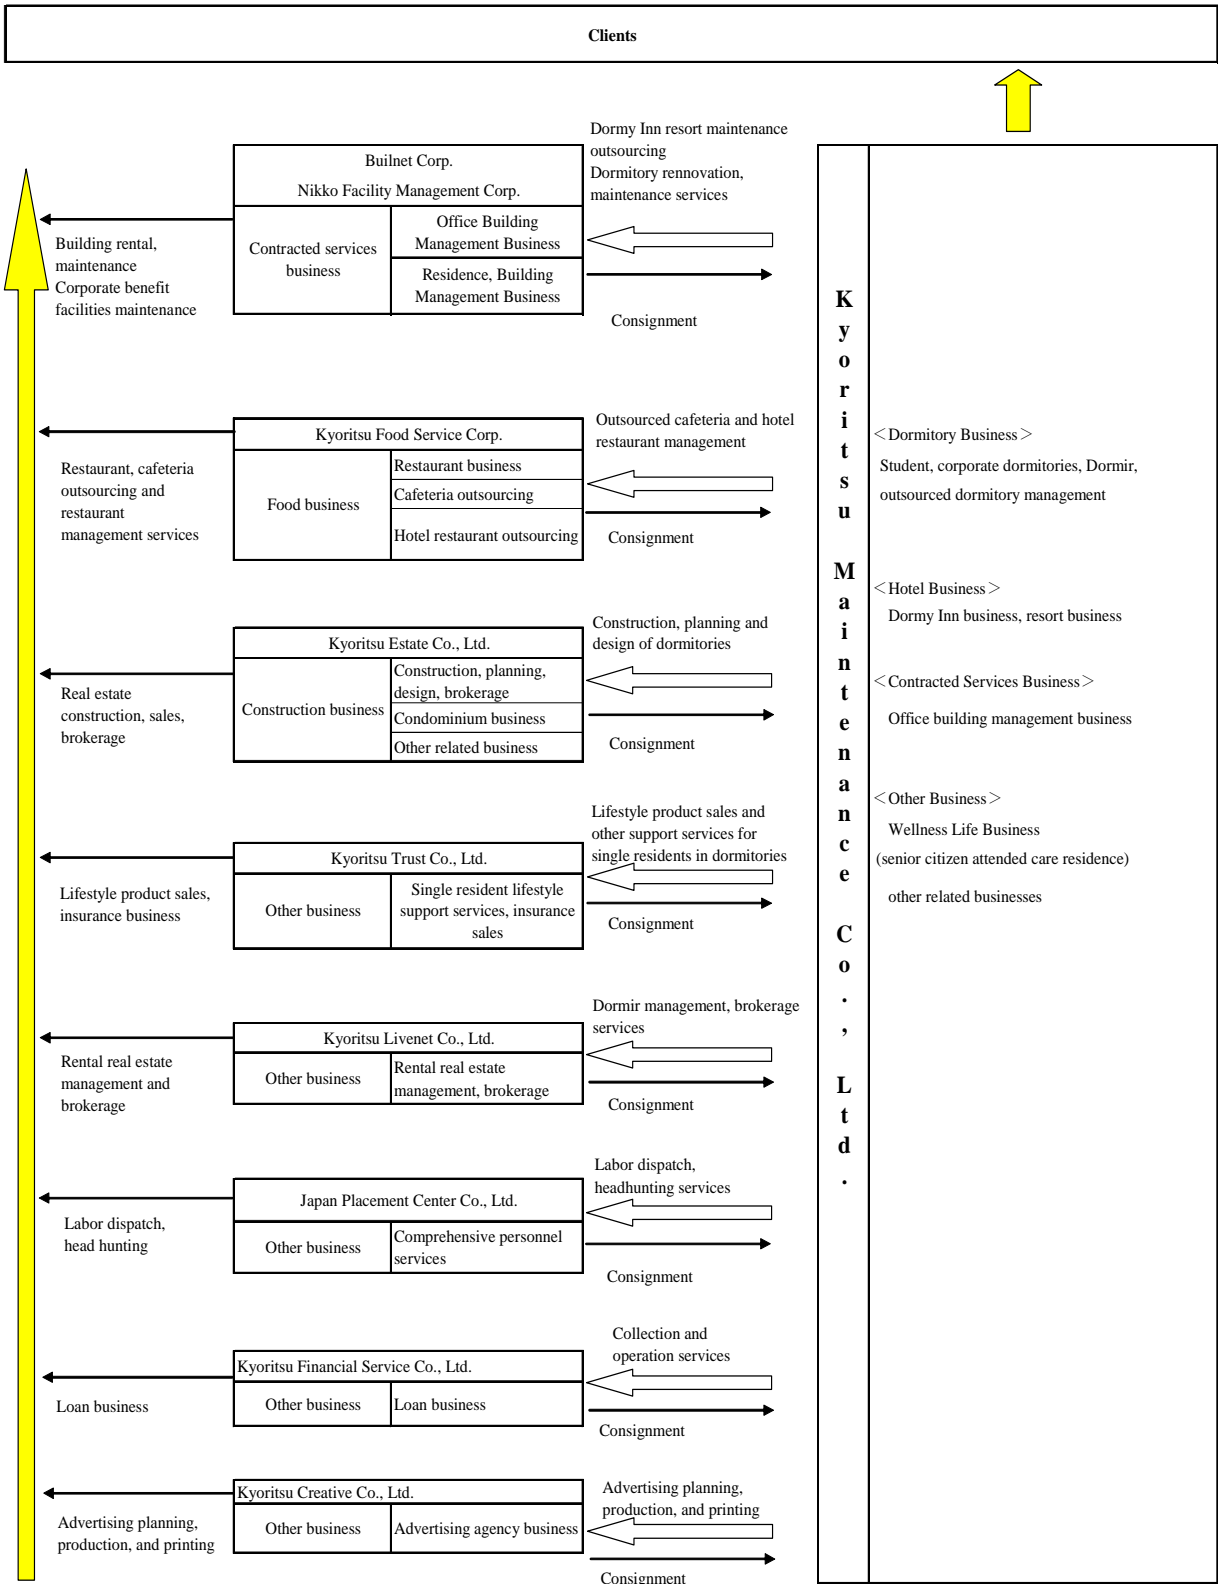 Clients
Dormy Inn resort maintenance
outsourcing
Dormitory rennovation,
maintenance services
Builnet Corp.
Nikko Facility Management Corp.
Contracted services
business
Office Building
Management Business
Residence, Building
Management Business
Building rental,
maintenance
Corporate benefit
facilities maintenance
Consignment
Outsourced cafeteria and hotel
restaurant management
Kyoritsu Food Service Corp.
Food business
Restaurant business
Cafeteria outsourcing
Hotel restaurant outsourcing
Restaurant, cafeteria
outsourcing and
restaurant
management services
Consignment
Construction, planning and
design of dormitories
Kyoritsu Estate Co., Ltd.
Construction business
Construction, planning,
design, brokerage
Condominium business
Other related business
Real estate
construction, sales,
brokerage
Consignment
Lifestyle product sales and
other support services for
single residents in dormitories
Kyoritsu Trust Co., Ltd.
Other business
Single resident lifestyle
support services, insurance
sales
Lifestyle product sales,
insurance business
Consignment
Dormir management, brokerage
services
Kyoritsu Livenet Co., Ltd.
Other business
Rental real estate
management, brokerage
Rental real estate
management and
brokerage
Consignment
Labor dispatch,
headhunting services
Japan Placement Center Co., Ltd.
Other business
Comprehensive personnel
services
Labor dispatch,
head hunting
Consignment
Collection and
operation services
Kyoritsu Financial Service Co., Ltd.
Other business
Loan business
Loan business
Consignment
Advertising planning,
production, and printing
Kyoritsu Creative Co., Ltd.
Other business
Advertising agency business
Advertising planning,
production, and printing
Consignment
Kyoritsu Maintenance Co., Ltd.
<Dormitory Business>
Student, corporate dormitories, Dormir,
outsourced dormitory management
<Hotel Business>
Dormy Inn business, resort business
<Contracted Services Business>
Office building management business
<Other Business>
Wellness Life Business
(senior citizen attended care residence)
other related businesses